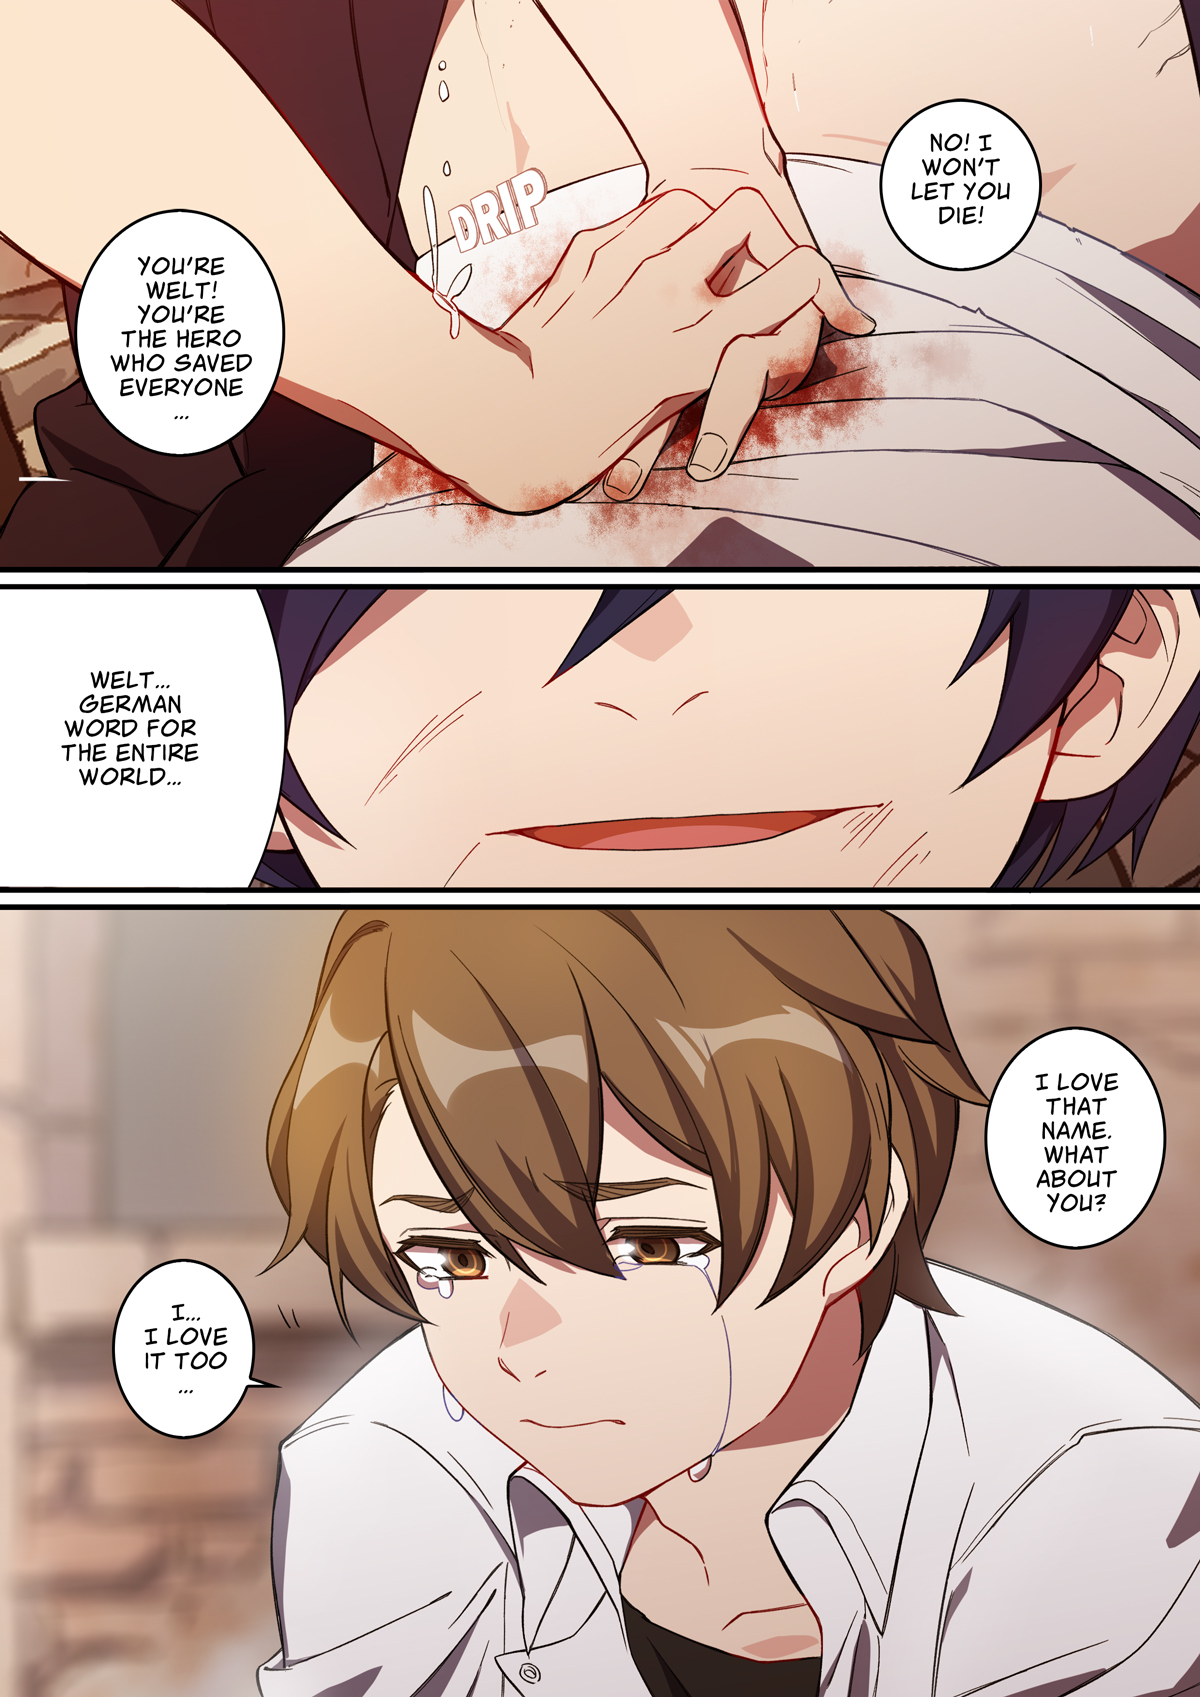 NO! I
WON'T
LET YOU
DIE!
DRIP
YOU'RE
WELT!
YOU'RE
THE HERO
WHO SAVED
EVERYONE
...
WELT...
GERMAN
WORD FOR
THE ENTIRE
WORLD...
I LOVE
THAT
NAME.
WHAT
ABOUT
YOU?
I...
I LOVE
IT TOO
...